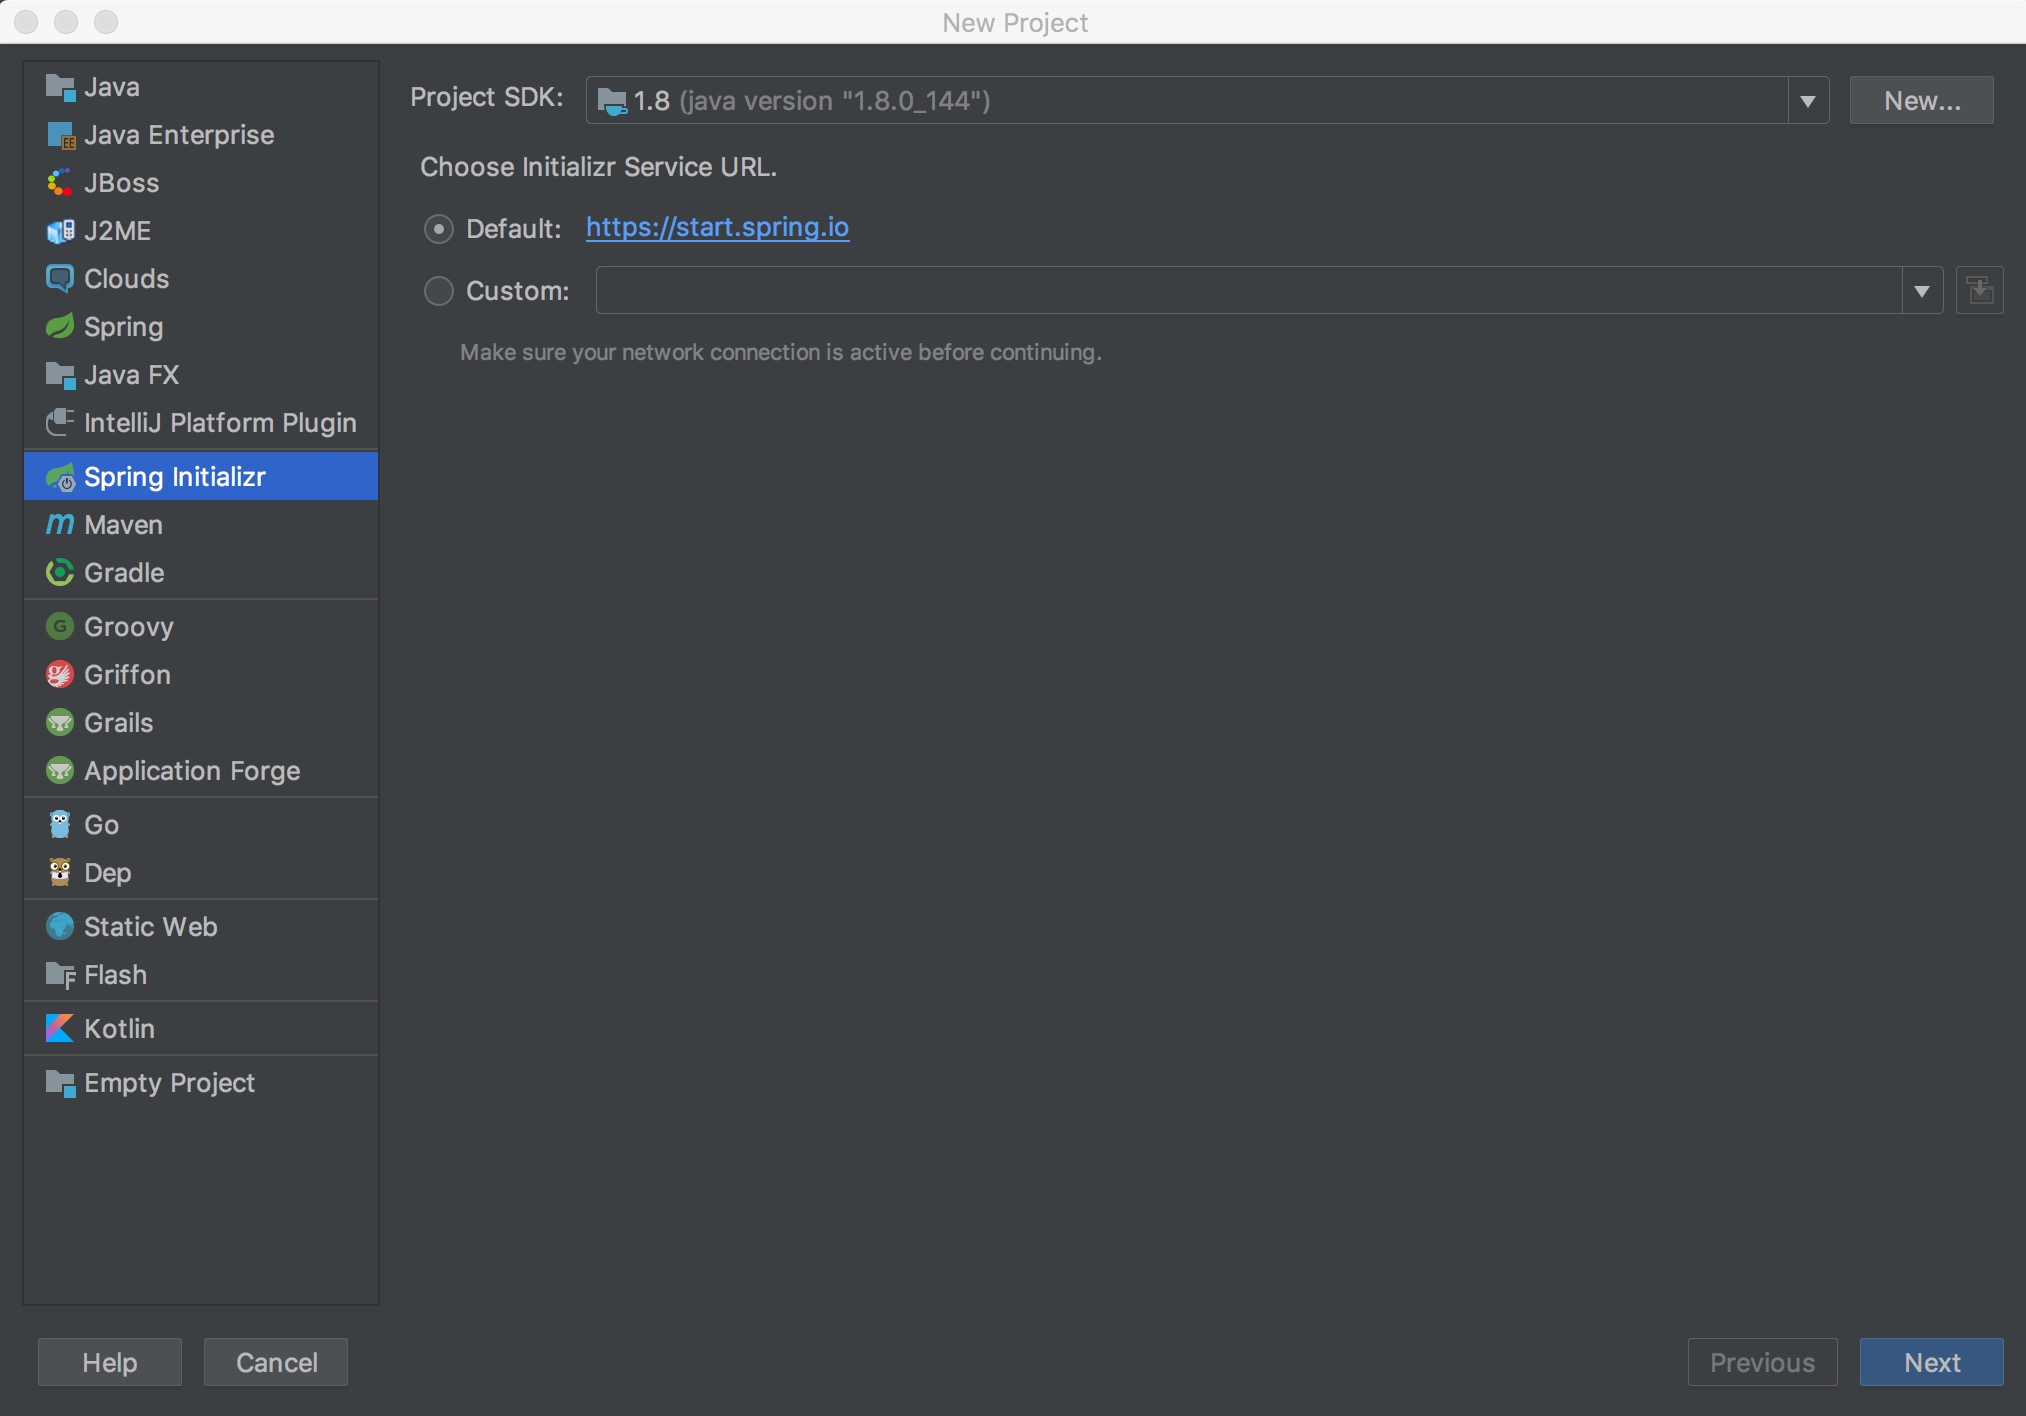 New Project
Java
Java Enterprise
JBoss
J2ME
Clouds
Spring
Java FX
IntelliJ Platform Plugin
Spring Initializr
Maven
Gradle
Groovy
Griffon
Grails
Application Forge
Go
Dep
Static Web
Flash
Kotlin
Empty Project
Project SDK: 1.8 (java version "1.8.0_144") New...
Choose Initializr Service URL.
Default: https://start.spring.io
Custom:
Make sure your network connection is active before continuing.
Help Cancel Previous Next